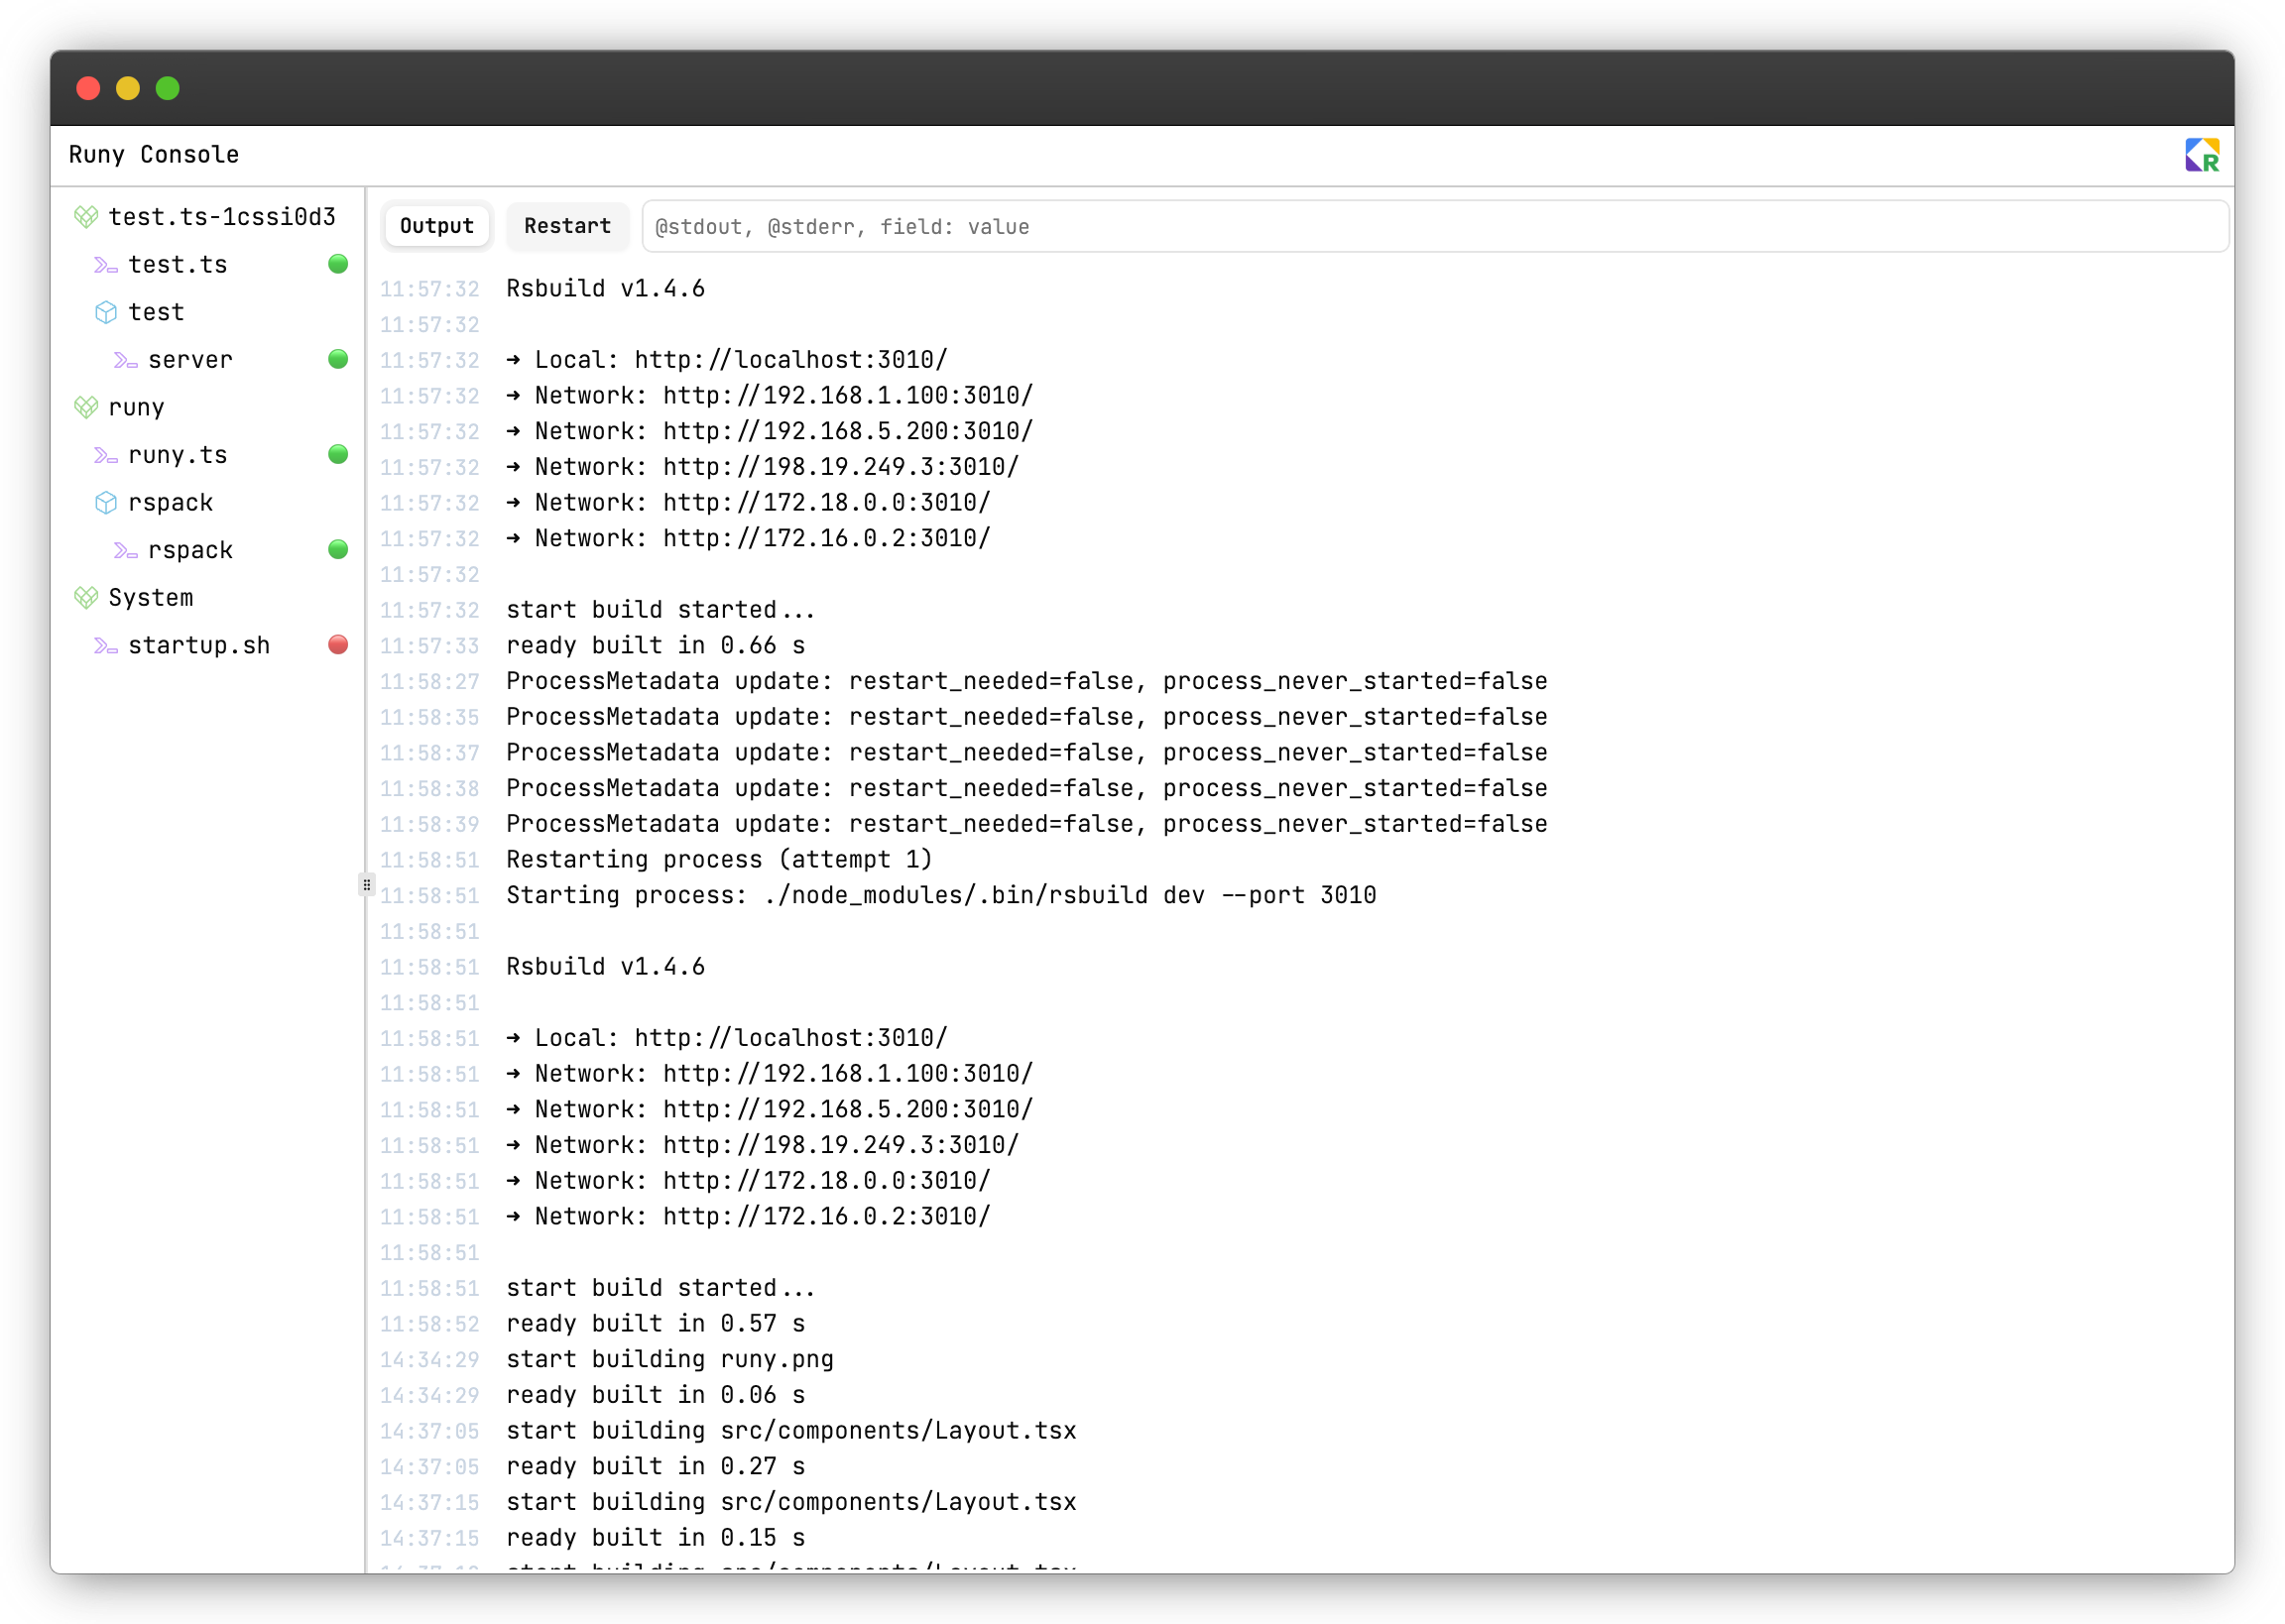 Runy Console
R
test.ts-1cssi0d3
test.ts
test
server
runy
runy.ts
rspack
rspack
System
startup.sh
Output Restart @stdout, @stderr, field: value
11:57:32 Rsbuild v1.4.6
11:57:32
11:57:32 ➜ Local: http://localhost:3010/
11:57:32 ➜ Network: http://192.168.1.100:3010/
11:57:32 ➜ Network: http://192.168.5.200:3010/
11:57:32 ➜ Network: http://198.19.249.3:3010/
11:57:32 ➜ Network: http://172.18.0.0:3010/
11:57:32 ➜ Network: http://172.16.0.2:3010/
11:57:32
11:57:32 start build started...
11:57:33 ready built in 0.66 s
11:58:27 ProcessMetadata update: restart_needed=false, process_never_started=false
11:58:35 ProcessMetadata update: restart_needed=false, process_never_started=false
11:58:37 ProcessMetadata update: restart_needed=false, process_never_started=false
11:58:38 ProcessMetadata update: restart_needed=false, process_never_started=false
11:58:39 ProcessMetadata update: restart_needed=false, process_never_started=false
11:58:51 Restarting process (attempt 1)
11:58:51 Starting process: ./node_modules/.bin/rsbuild dev --port 3010
11:58:51
11:58:51 Rsbuild v1.4.6
11:58:51
11:58:51 ➜ Local: http://localhost:3010/
11:58:51 ➜ Network: http://192.168.1.100:3010/
11:58:51 ➜ Network: http://192.168.5.200:3010/
11:58:51 ➜ Network: http://198.19.249.3:3010/
11:58:51 ➜ Network: http://172.18.0.0:3010/
11:58:51 ➜ Network: http://172.16.0.2:3010/
11:58:51
11:58:51 start build started...
11:58:52 ready built in 0.57 s
14:34:29 start building runy.png
14:34:29 ready built in 0.06 s
14:37:05 start building src/components/Layout.tsx
14:37:05 ready built in 0.27 s
14:37:15 start building src/components/Layout.tsx
14:37:15 ready built in 0.15 s
start building src/components/Layout.tsx